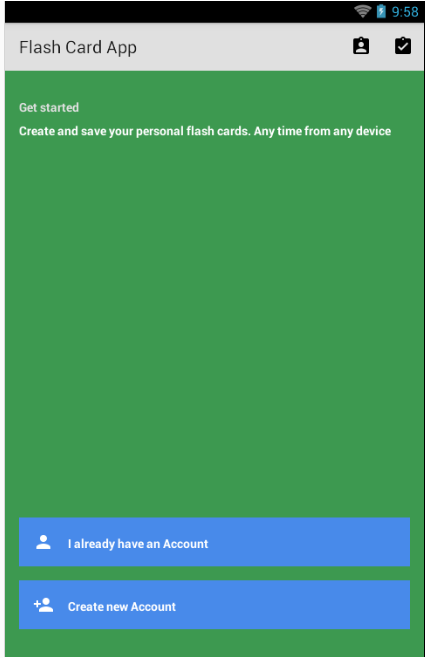 9:58
Flash Card App
Get started
Create and save your personal flash cards. Any time from any device
I already have an Account
Create new Account